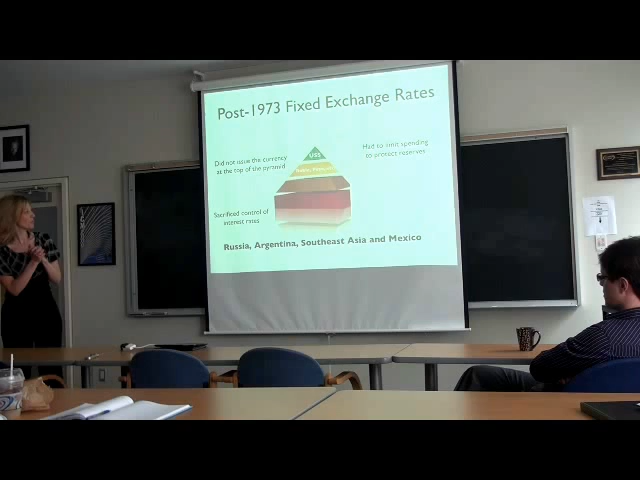 Post-1973 Fixed Exchange Rates
US$
Did not issue the currency
at the top of the pyramid
Had to limit spending
to protect reserves
Sacrificed control of
interest rates
Russia, Argentina, Southeast Asia and Mexico